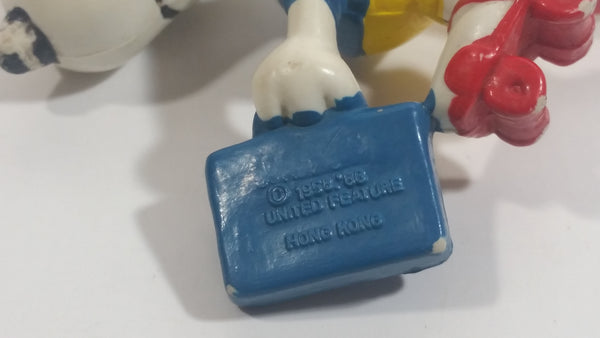 © 1958, '66
UNITED FEATURE
HONG KONG